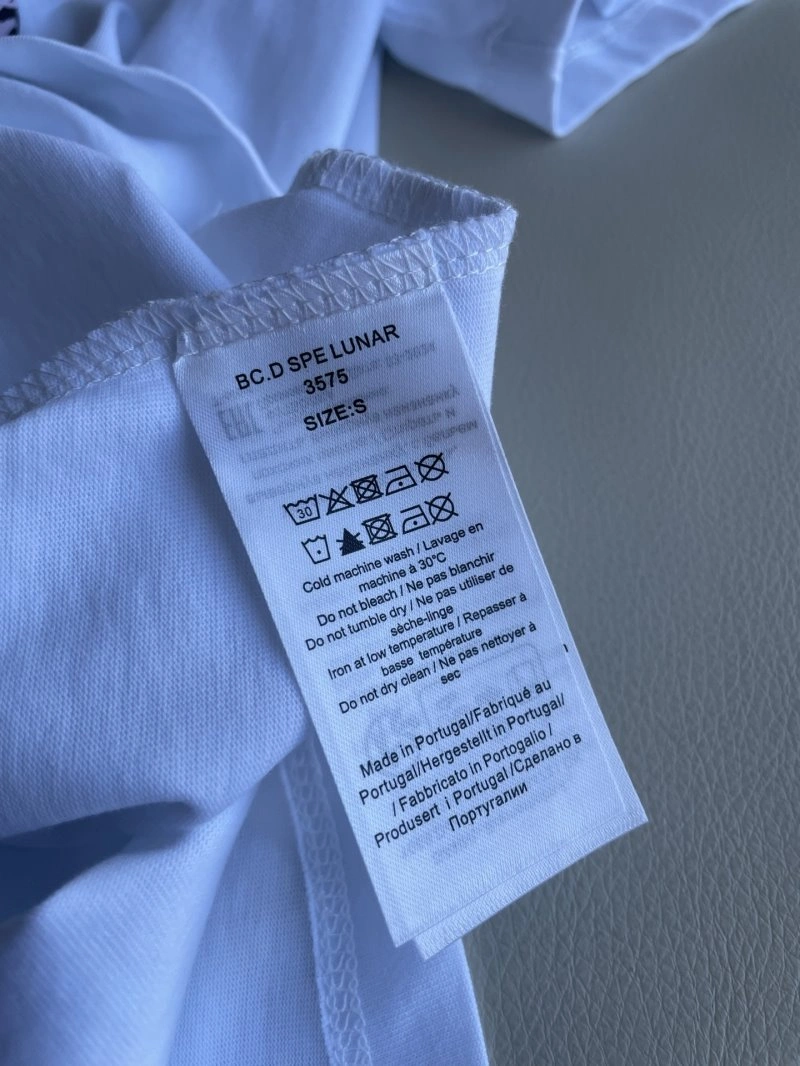 BC.D SPE LUNAR
3575
SIZE:S
30
Cold machine wash / Lavage en
machine à 30°C
Do not bleach / Ne pas blanchir
Do not tumble dry / Ne pas utiliser de
sèche-linge
Iron at low temperature / Repasser à
basse température
Do not dry clean / Ne pas nettoyer à
sec
Made in Portugal/Fabriqué au
Portugal/Hergestellt in Portugal/
/ Fabbricato in Portogalio /
Produsert i Portugal /Сделано в
Португалии